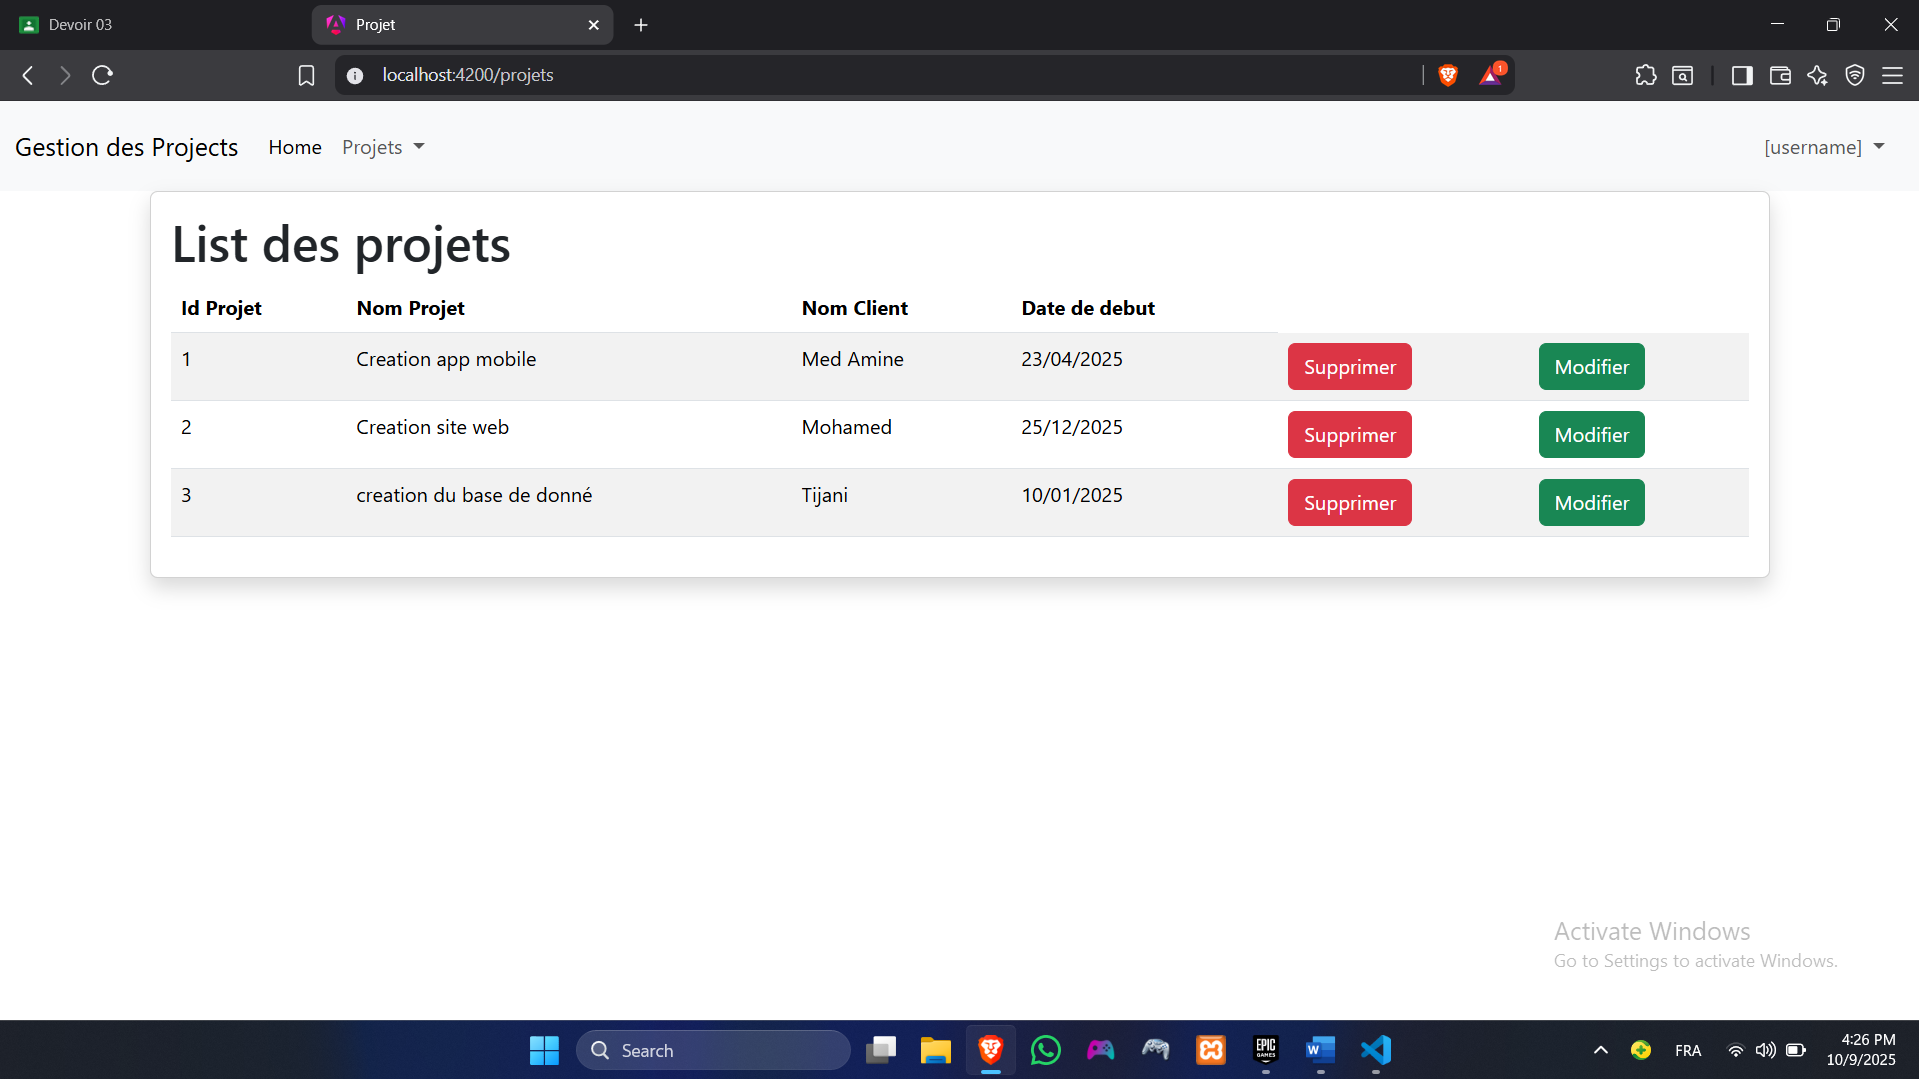 Devoir 03
Projet
localhost:4200/projets
1
Gestion des Projects Home Projets [username]
List des projets
Id Projet Nom Projet Nom Client Date de debut
1 Creation app mobile Med Amine 23/04/2025 Supprimer Modifier
2 Creation site web Mohamed 25/12/2025 Supprimer Modifier
3 creation du base de donné Tijani 10/01/2025 Supprimer Modifier
Activate Windows
Go to Settings to activate Windows.
Search
EPIC
GAMES
W
FRA
4:26 PM
10/9/2025